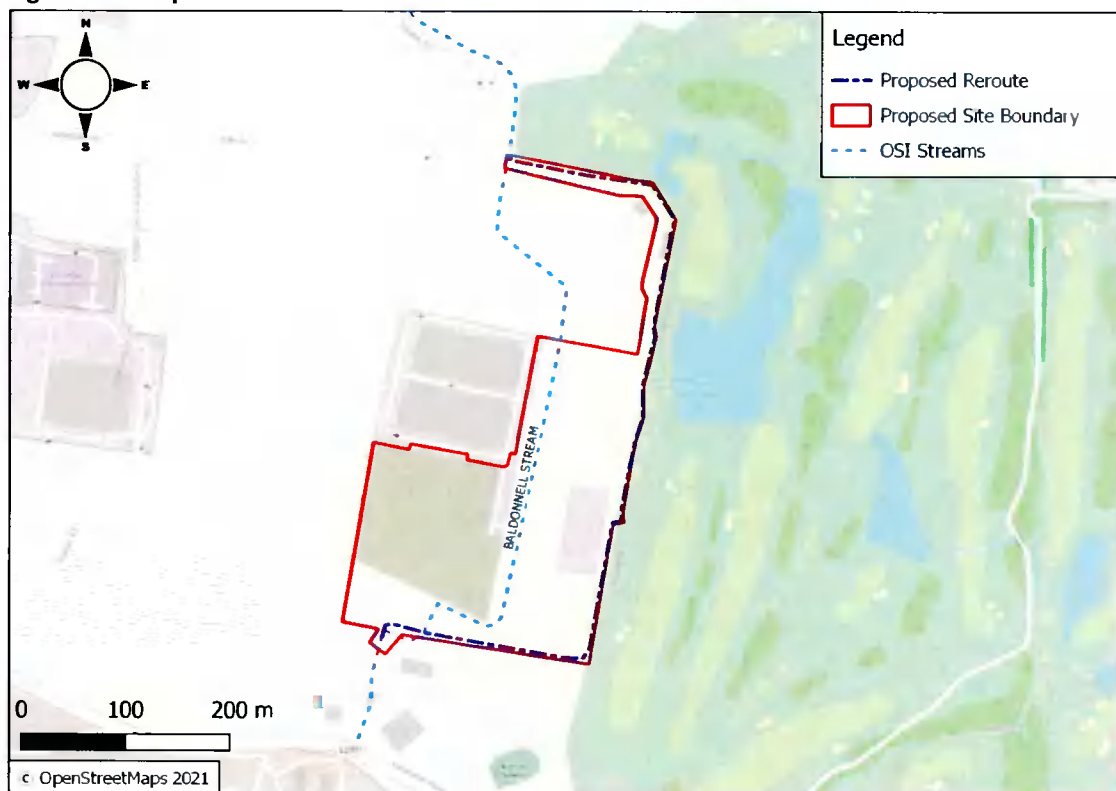 N
W E
S
Legend
Proposed Reroute
Proposed Site Boundary
OSI Streams
BALDONNELL STREAM
0 100 200 m
c OpenStreetMaps 2021